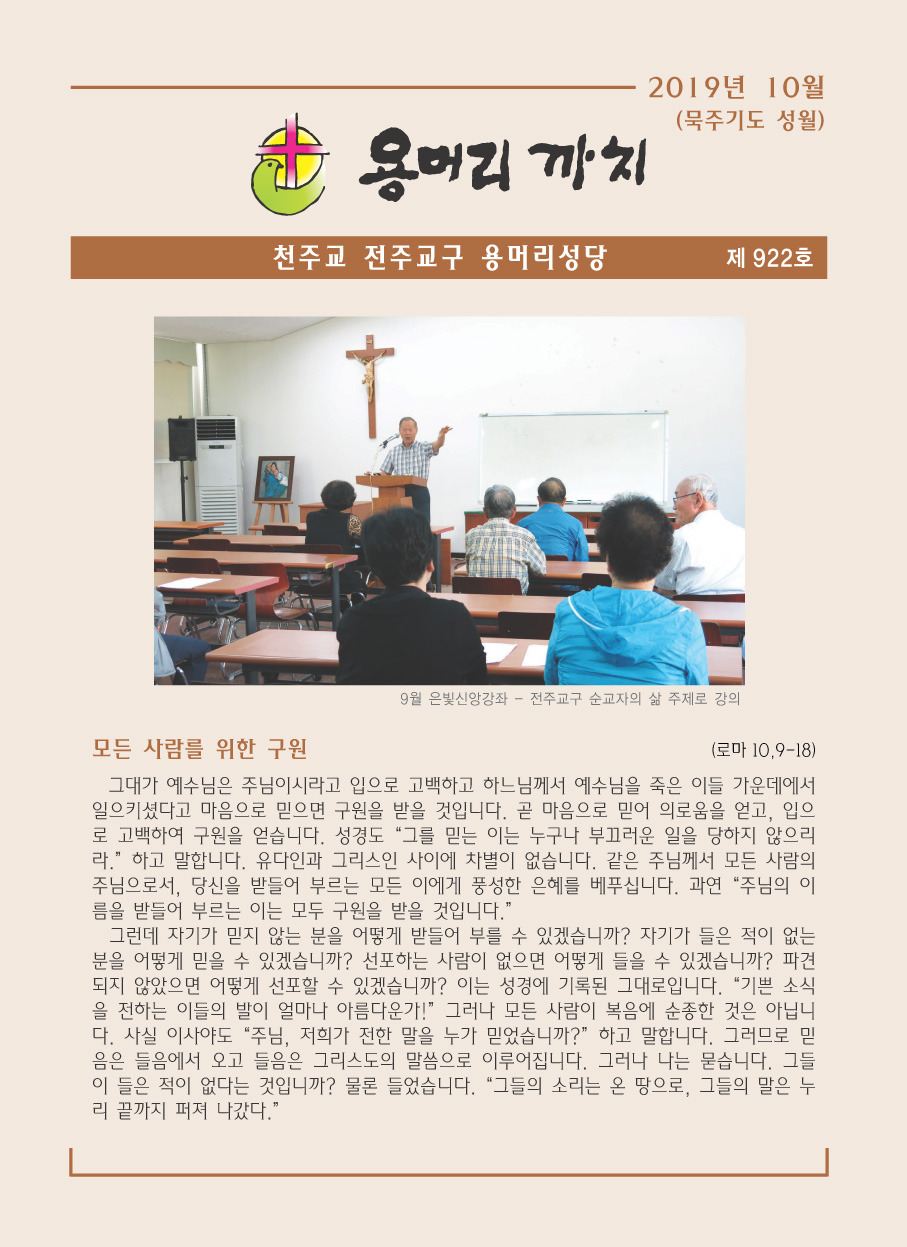 2019년 10월
(묵주기도 성월)
용머리 까치
천주교 전주교구 용머리성당
제 922호
9월 은빛신앙강좌 - 전주교구 순교자의 삶 주제로 강의
모든 사람를 위한 구원
(로마 10,9-18)
그대가 예수님은 주님이시라고 입으로 고백하고 하느님께서 예수님을 죽은 이들 가운데에서
일으키셨다고 마음으로 믿으면 구원을 받을 것입니다. 곧 마음으로 믿어 의로움을 얻고, 입으
로 고백하여 구원을 얻습니다. 성경도 “그를 믿는 이는 누구나 부끄러운 일을 당하지 않으리
라.” 하고 말합니다. 유다인과 그리스인 사이에 차별이 없습니다. 같은 주님께서 모든 사람의
주님으로서, 당신을 받들어 부르는 모든 이에게 풍성한 은혜를 베푸십니다. 과연 “주님의 이
름을 받들어 부르는 이는 모두 구원을 받을 것입니다.”
그런데 자기가 믿지 않는 분을 어떻게 받들어 부를 수 있겠습니까? 자기가 들은 적이 없는
분을 어떻게 믿을 수 있겠습니까? 선포하는 사람이 없으면 어떻게 들을 수 있겠습니까? 파견
되지 않았으면 어떻게 선포할 수 있겠습니까? 이는 성경에 기록된 그대로입니다. “기쁜 소식
을 전하는 이들의 발이 얼마나 아름다운가!” 그러나 모든 사람이 복음에 순종한 것은 아닙니
다. 사실 이사야도 “주님, 저희가 전한 말을 누가 믿었습니까?” 하고 말합니다. 그러므로 믿
음은 들음에서 오고 들음은 그리스도의 말씀으로 이루어집니다. 그러나 나는 묻습니다. 그들
이 들은 적이 없다는 것입니까? 물론 들었습니다. “그들의 소리는 온 땅으로, 그들의 말은 누
리 끝까지 퍼져 나갔다.”